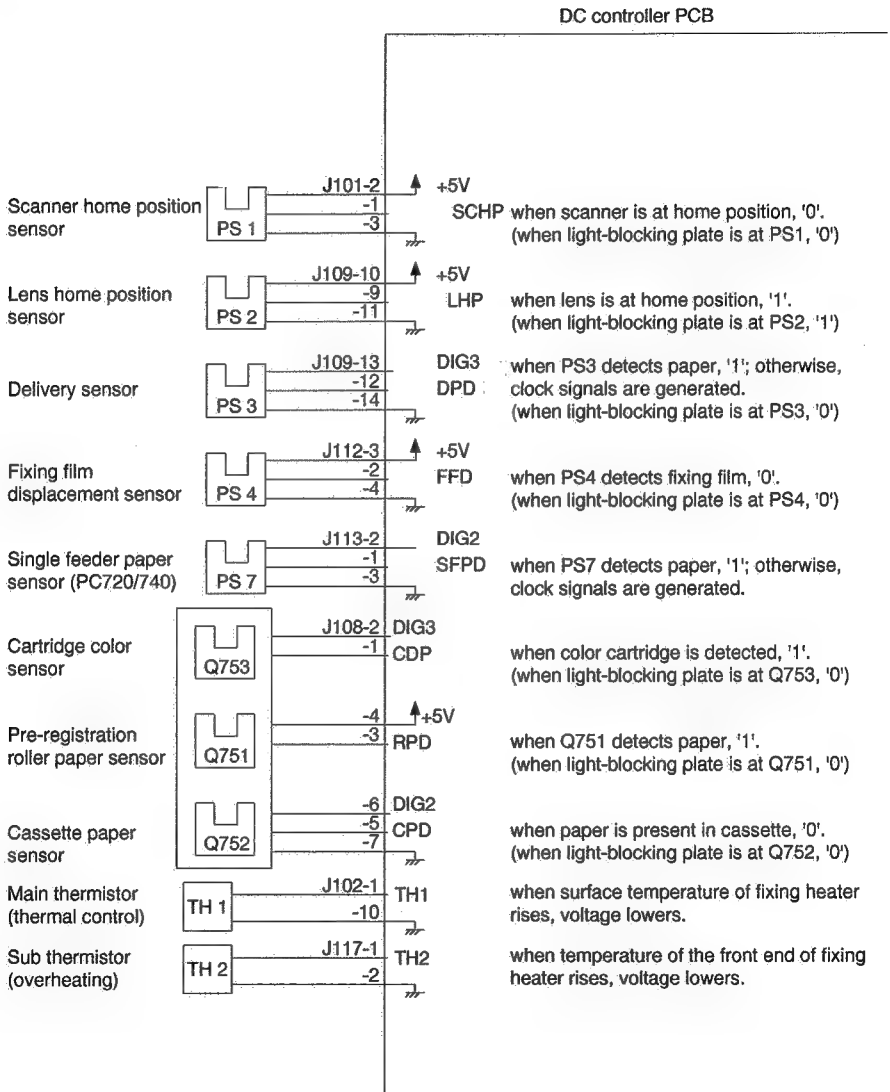 DC controller PCB
Scanner home position
sensor
PS 1
J101-2
-1
-3
+5V
SCHP when scanner is at home position, '0'.
(when light-blocking plate is at PS1, '0')
Lens home position
sensor
PS 2
J109-10
-9
-11
+5V
LHP when lens is at home position, '1'.
(when light-blocking plate is at PS2, '1')
Delivery sensor
PS 3
J109-13
-12
-14
DIG3
DPD
when PS3 detects paper, '1'; otherwise,
clock signals are generated.
(when light-blocking plate is at PS3, '0')
Fixing film
displacement sensor
PS 4
J112-3
-2
-4
+5V
FFD when PS4 detects fixing film, '0'.
(when light-blocking plate is at PS4, '0')
Single feeder paper
sensor (PC720/740)
PS 7
J113-2
-1
-3
DIG2
SFPD when PS7 detects paper, '1'; otherwise,
clock signals are generated.
Cartridge color
sensor
Q753
J108-2 DIG3
-1 CDP
when color cartridge is detected, '1'.
(when light-blocking plate is at Q753, '0')
Pre-registration
roller paper sensor
Q751
-4 +5V
-3 RPD
when Q751 detects paper, '1'.
(when light-blocking plate is at Q751, '0')
Cassette paper
sensor
Q752
-6 DIG2
-5 CPD
-7
when paper is present in cassette, '0'.
(when light-blocking plate is at Q752, '0')
Main thermistor
(thermal control)
TH 1
J102-1 TH1
-10
when surface temperature of fixing heater
rises, voltage lowers.
Sub thermistor
(overheating)
TH 2
J117-1 TH2
-2
when temperature of the front end of fixing
heater rises, voltage lowers.